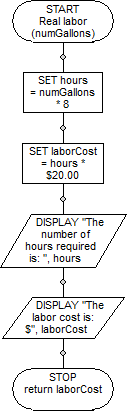 START
Real labor
(numGallons)
SET hours
= numGallons
* 8
SET laborCost
= hours *
$20.00
DISPLAY "The
number of
hours required
is: ", hours
DISPLAY "The
labor cost is:
$", laborCost
STOP
return laborCost